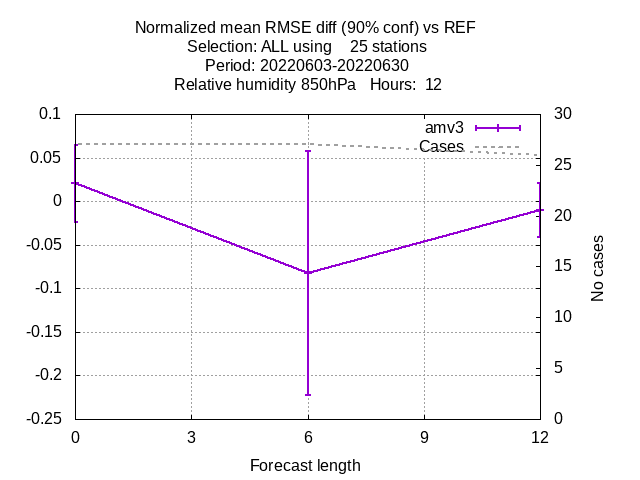 Normalized mean RMSE diff (90% conf) vs REF
Selection: ALL using    25 stations
Period: 20220603-20220630
Relative humidity 850hPa   Hours:  12
0.1
0.05
0
-0.05
-0.1
-0.15
-0.2
-0.25
30
25
20
15
10
5
0
amv3
Cases
No cases
0 3 6 9 12
Forecast length